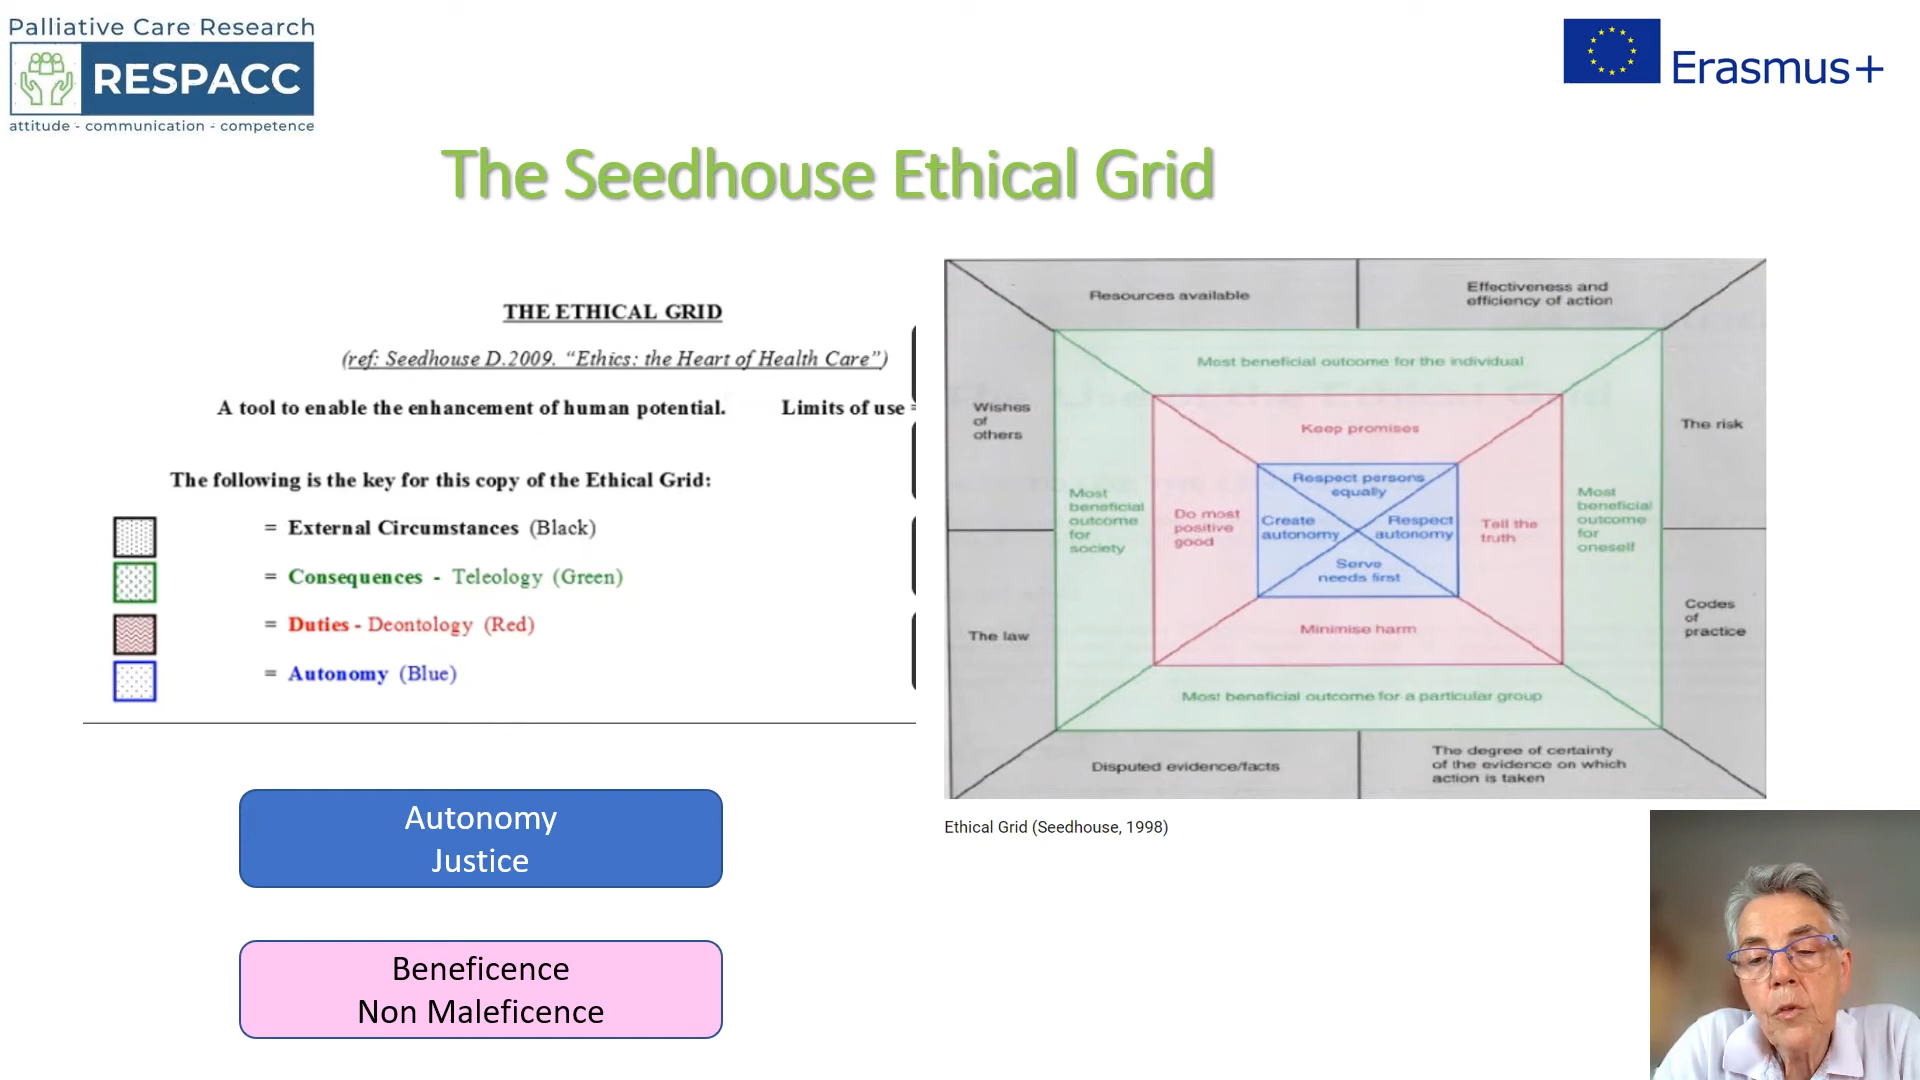 Palliative Care Research
RESPACC
attitude - communication - competence
Erasmus+
The Seedhouse Ethical Grid
THE ETHICAL GRID
(ref: Seedhouse D.2009. “Ethics: the Heart of Health Care”)
A tool to enable the enhancement of human potential. Limits of use =
The following is the key for this copy of the Ethical Grid:
= External Circumstances (Black)
= Consequences - Teleology (Green)
= Duties - Deontology (Red)
= Autonomy (Blue)
Autonomy
Justice
Beneficence
Non Maleficence
Resources available
Effectiveness and
efficiency of action
Most beneficial outcome for the individual
Wishes
of
others
The risk
Keep promises
Respect persons
equally
Most
beneficial
outcome
for
society
Do most
positive
good
Create
autonomy
Respect
autonomy
Tell the
truth
Most
beneficial
outcome
for
oneself
Serve
needs first
The law
Minimise harm
Codes
of
practice
Most beneficial outcome for a particular group
Disputed evidence/facts
The degree of certainty
of the evidence on which
action is taken
Ethical Grid (Seedhouse, 1998)